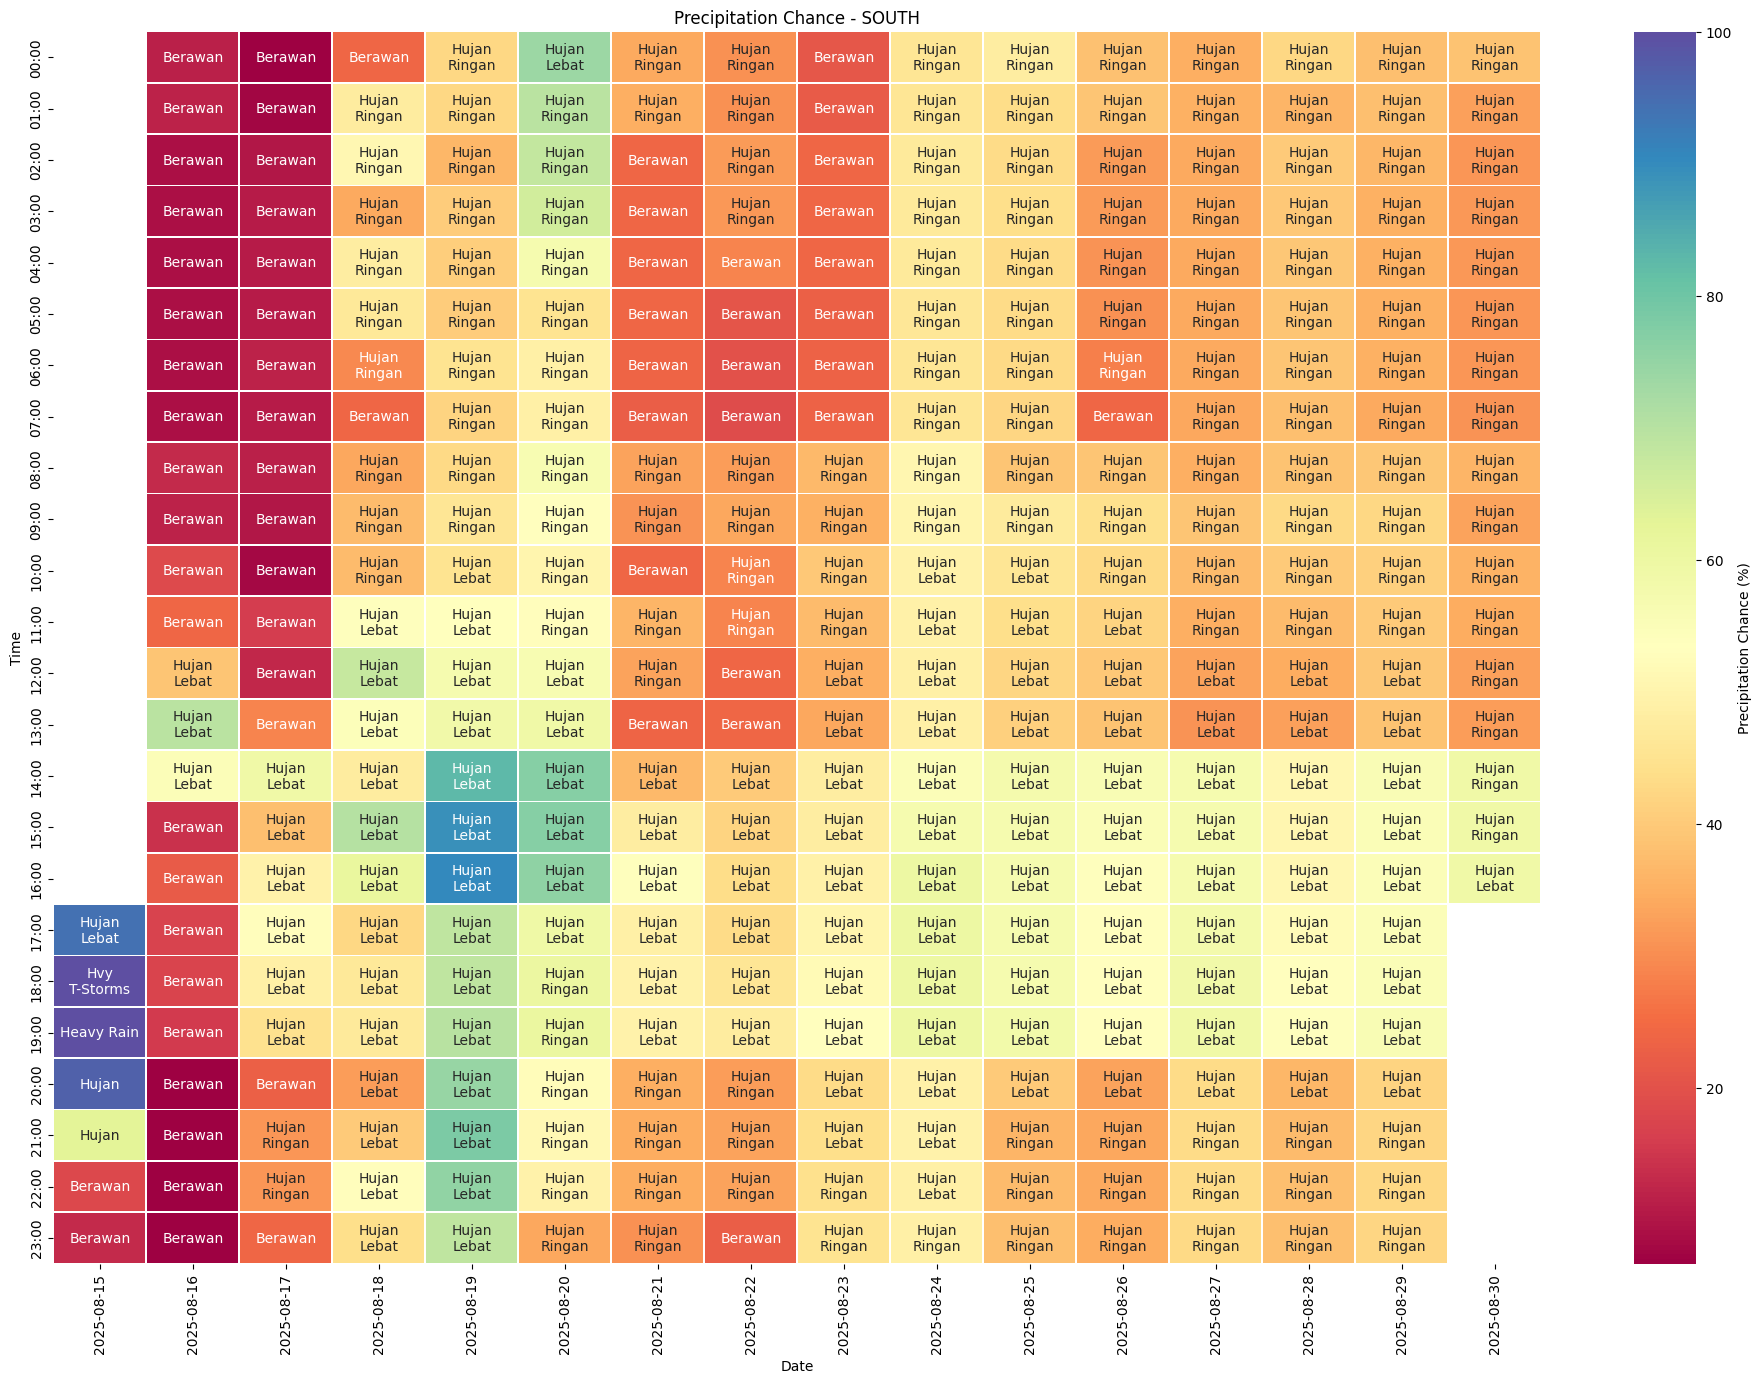 Precipitation Chance - SOUTH
00:00 Berawan Berawan Berawan Hujan Ringan Hujan Lebat Hujan Ringan Hujan Ringan Berawan Hujan Ringan Hujan Ringan Hujan Ringan Hujan Ringan Hujan Ringan Hujan Ringan Hujan Ringan
01:00 Berawan Berawan Hujan Ringan Hujan Ringan Hujan Ringan Hujan Ringan Hujan Ringan Berawan Hujan Ringan Hujan Ringan Hujan Ringan Hujan Ringan Hujan Ringan Hujan Ringan Hujan Ringan
02:00 Berawan Berawan Hujan Ringan Hujan Ringan Hujan Ringan Berawan Hujan Ringan Berawan Hujan Ringan Hujan Ringan Hujan Ringan Hujan Ringan Hujan Ringan Hujan Ringan Hujan Ringan
03:00 Berawan Berawan Hujan Ringan Hujan Ringan Hujan Ringan Berawan Hujan Ringan Berawan Hujan Ringan Hujan Ringan Hujan Ringan Hujan Ringan Hujan Ringan Hujan Ringan Hujan Ringan
04:00 Berawan Berawan Hujan Ringan Hujan Ringan Hujan Ringan Berawan Berawan Berawan Hujan Ringan Hujan Ringan Hujan Ringan Hujan Ringan Hujan Ringan Hujan Ringan Hujan Ringan
05:00 Berawan Berawan Hujan Ringan Hujan Ringan Hujan Ringan Berawan Berawan Berawan Hujan Ringan Hujan Ringan Hujan Ringan Hujan Ringan Hujan Ringan Hujan Ringan Hujan Ringan
06:00 Berawan Berawan Hujan Ringan Hujan Ringan Hujan Ringan Berawan Berawan Berawan Hujan Ringan Hujan Ringan Hujan Ringan Hujan Ringan Hujan Ringan Hujan Ringan Hujan Ringan
07:00 Berawan Berawan Berawan Hujan Ringan Hujan Ringan Berawan Berawan Berawan Hujan Ringan Hujan Ringan Berawan Hujan Ringan Hujan Ringan Hujan Ringan Hujan Ringan
08:00 Berawan Berawan Hujan Ringan Hujan Ringan Hujan Ringan Hujan Ringan Hujan Ringan Hujan Ringan Hujan Ringan Hujan Ringan Hujan Ringan Hujan Ringan Hujan Ringan Hujan Ringan Hujan Ringan
09:00 Berawan Berawan Hujan Ringan Hujan Ringan Hujan Ringan Hujan Ringan Hujan Ringan Hujan Ringan Hujan Ringan Hujan Ringan Hujan Ringan Hujan Ringan Hujan Ringan Hujan Ringan Hujan Ringan
10:00 Berawan Berawan Hujan Ringan Hujan Lebat Hujan Ringan Berawan Hujan Ringan Hujan Ringan Hujan Lebat Hujan Lebat Hujan Ringan Hujan Ringan Hujan Ringan Hujan Ringan Hujan Ringan
11:00 Berawan Berawan Hujan Lebat Hujan Lebat Hujan Ringan Hujan Ringan Hujan Ringan Hujan Ringan Hujan Lebat Hujan Lebat Hujan Lebat Hujan Ringan Hujan Ringan Hujan Ringan Hujan Ringan
12:00 Hujan Lebat Berawan Hujan Lebat Hujan Lebat Hujan Lebat Hujan Ringan Berawan Hujan Lebat Hujan Lebat Hujan Lebat Hujan Lebat Hujan Lebat Hujan Lebat Hujan Lebat Hujan Ringan
13:00 Hujan Lebat Berawan Hujan Lebat Hujan Lebat Hujan Lebat Berawan Berawan Hujan Lebat Hujan Lebat Hujan Lebat Hujan Lebat Hujan Lebat Hujan Lebat Hujan Lebat Hujan Ringan
14:00 Hujan Lebat Hujan Lebat Hujan Lebat Hujan Lebat Hujan Lebat Hujan Lebat Hujan Lebat Hujan Lebat Hujan Lebat Hujan Lebat Hujan Lebat Hujan Lebat Hujan Lebat Hujan Lebat Hujan Ringan
15:00 Berawan Hujan Lebat Hujan Lebat Hujan Lebat Hujan Lebat Hujan Lebat Hujan Lebat Hujan Lebat Hujan Lebat Hujan Lebat Hujan Lebat Hujan Lebat Hujan Lebat Hujan Lebat Hujan Ringan
16:00 Berawan Hujan Lebat Hujan Lebat Hujan Lebat Hujan Lebat Hujan Lebat Hujan Lebat Hujan Lebat Hujan Lebat Hujan Lebat Hujan Lebat Hujan Lebat Hujan Lebat Hujan Lebat Hujan Lebat
17:00 Hujan Lebat Berawan Hujan Lebat Hujan Lebat Hujan Lebat Hujan Lebat Hujan Lebat Hujan Lebat Hujan Lebat Hujan Lebat Hujan Lebat Hujan Lebat Hujan Lebat Hujan Lebat Hujan Lebat
18:00 Hvy T-Storms Berawan Hujan Lebat Hujan Lebat Hujan Lebat Hujan Ringan Hujan Lebat Hujan Lebat Hujan Lebat Hujan Lebat Hujan Lebat Hujan Lebat Hujan Lebat Hujan Lebat Hujan Lebat
19:00 Heavy Rain Berawan Hujan Lebat Hujan Lebat Hujan Lebat Hujan Ringan Hujan Lebat Hujan Lebat Hujan Lebat Hujan Lebat Hujan Lebat Hujan Lebat Hujan Lebat Hujan Lebat Hujan Lebat
20:00 Hujan Berawan Berawan Hujan Lebat Hujan Lebat Hujan Ringan Hujan Ringan Hujan Ringan Hujan Lebat Hujan Lebat Hujan Lebat Hujan Lebat Hujan Lebat Hujan Lebat Hujan Lebat
21:00 Hujan Berawan Hujan Ringan Hujan Lebat Hujan Lebat Hujan Ringan Hujan Ringan Hujan Ringan Hujan Lebat Hujan Lebat Hujan Ringan Hujan Ringan Hujan Ringan Hujan Ringan Hujan Ringan
22:00 Berawan Berawan Hujan Ringan Hujan Lebat Hujan Lebat Hujan Ringan Hujan Ringan Hujan Ringan Hujan Ringan Hujan Lebat Hujan Ringan Hujan Ringan Hujan Ringan Hujan Ringan Hujan Ringan
23:00 Berawan Berawan Berawan Hujan Lebat Hujan Lebat Hujan Ringan Hujan Ringan Berawan Hujan Ringan Hujan Ringan Hujan Ringan Hujan Ringan Hujan Ringan Hujan Ringan Hujan Ringan
Time
2025-08-15 2025-08-16 2025-08-17 2025-08-18 2025-08-19 2025-08-20 2025-08-21 2025-08-22 2025-08-23 2025-08-24 2025-08-25 2025-08-26 2025-08-27 2025-08-28 2025-08-29 2025-08-30
Date
100
80
60
40
20
Precipitation Chance (%)